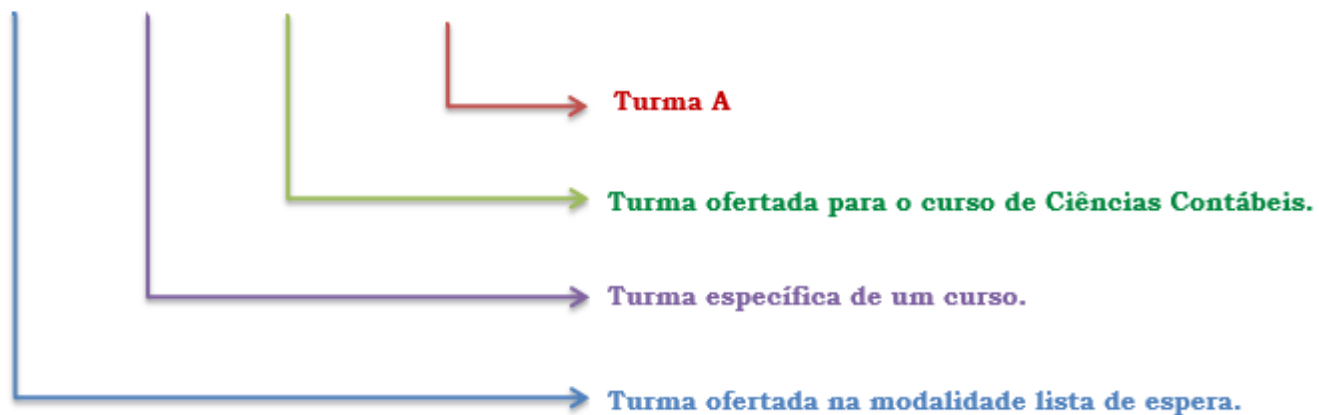 Turma A
Turma ofertada para o curso de Ciências Contábeis.
Turma específica de um curso.
Turma ofertada na modalidade lista de espera.